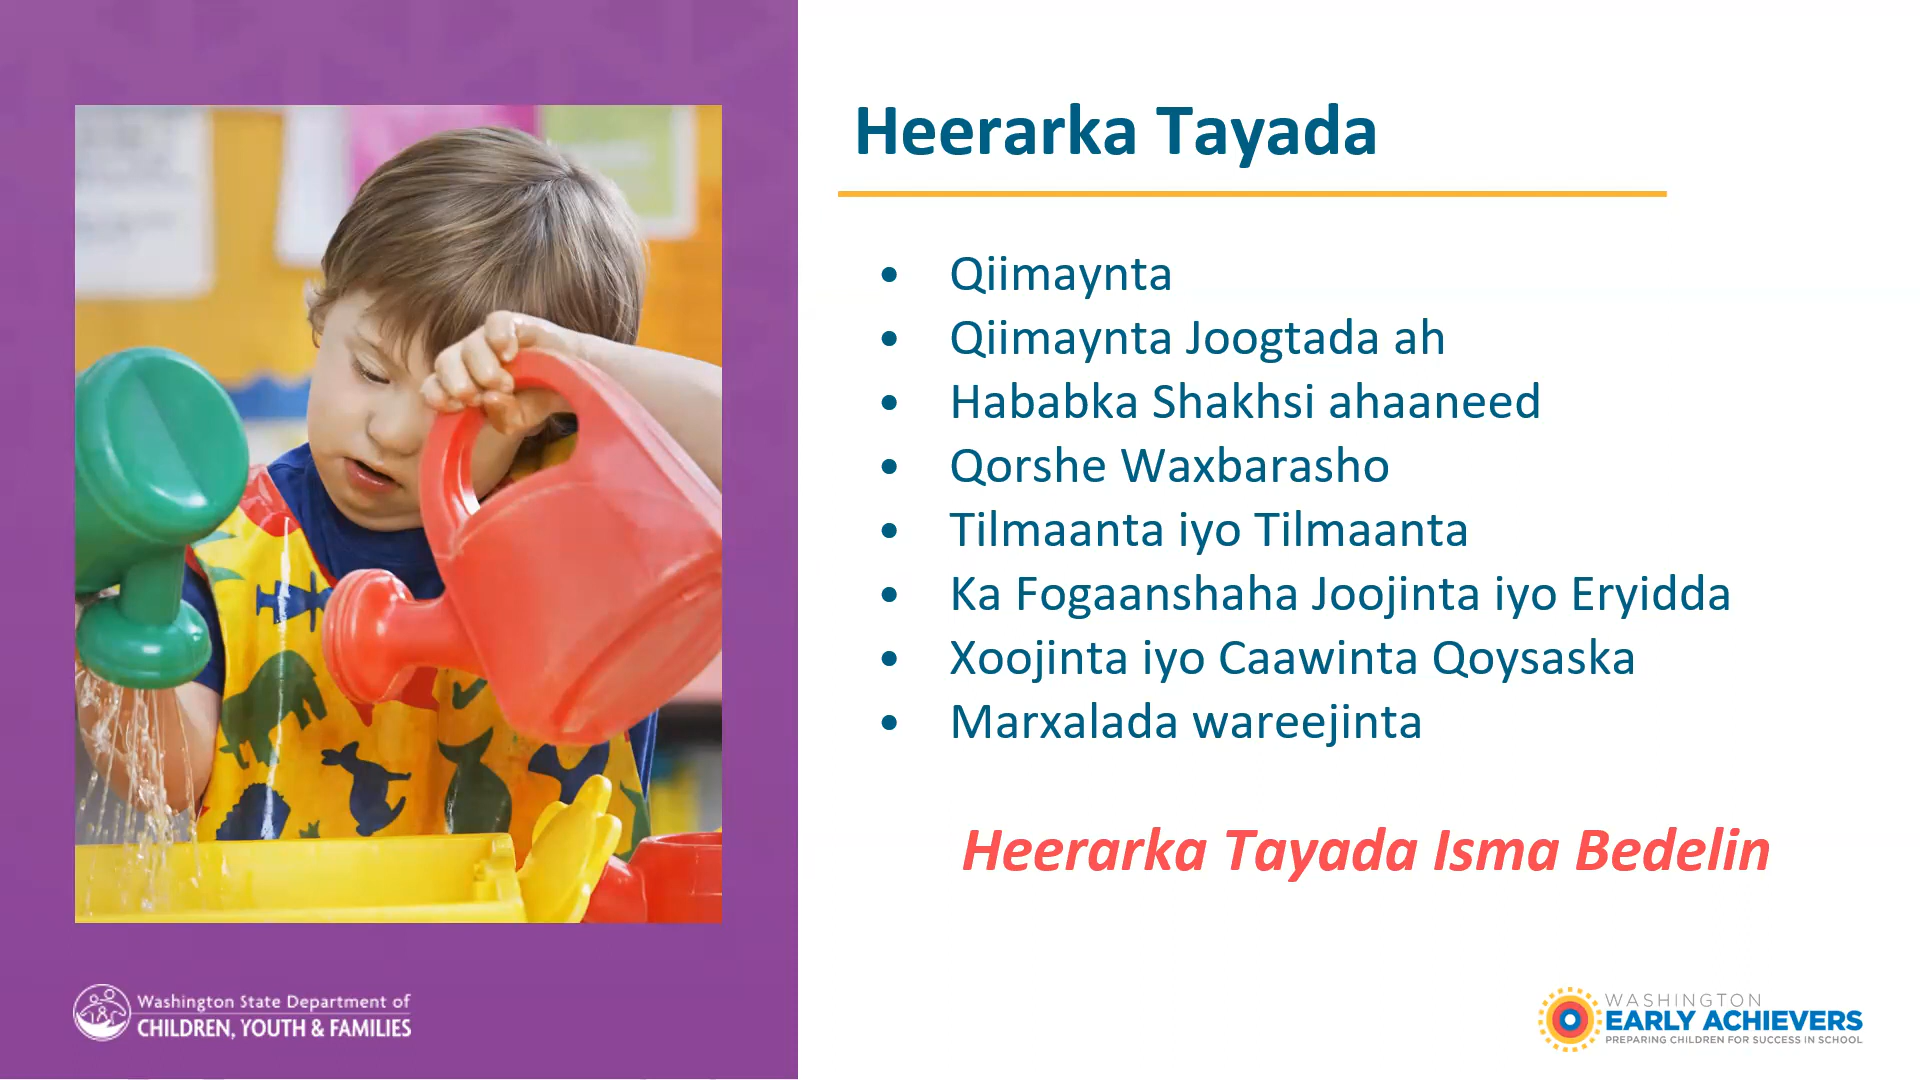 Heerarka Tayada
• Qiimaynta
• Qiimaynta Joogtada ah
• Hababka Shakhsi ahaaneed
• Qorshe Waxbarasho
• Tilmaanta iyo Tilmaanta
• Ka Fogaanshaha Joojinta iyo Eryidda
• Xoojinta iyo Caawinta Qoysaska
• Marxalada wareejinta
Heerarka Tayada Isma Bedelin
Washington State Department of
CHILDREN, YOUTH & FAMILIES
WASHINGTON
EARLY ACHIEVERS
PREPARING CHILDREN FOR SUCCESS IN SCHOOL